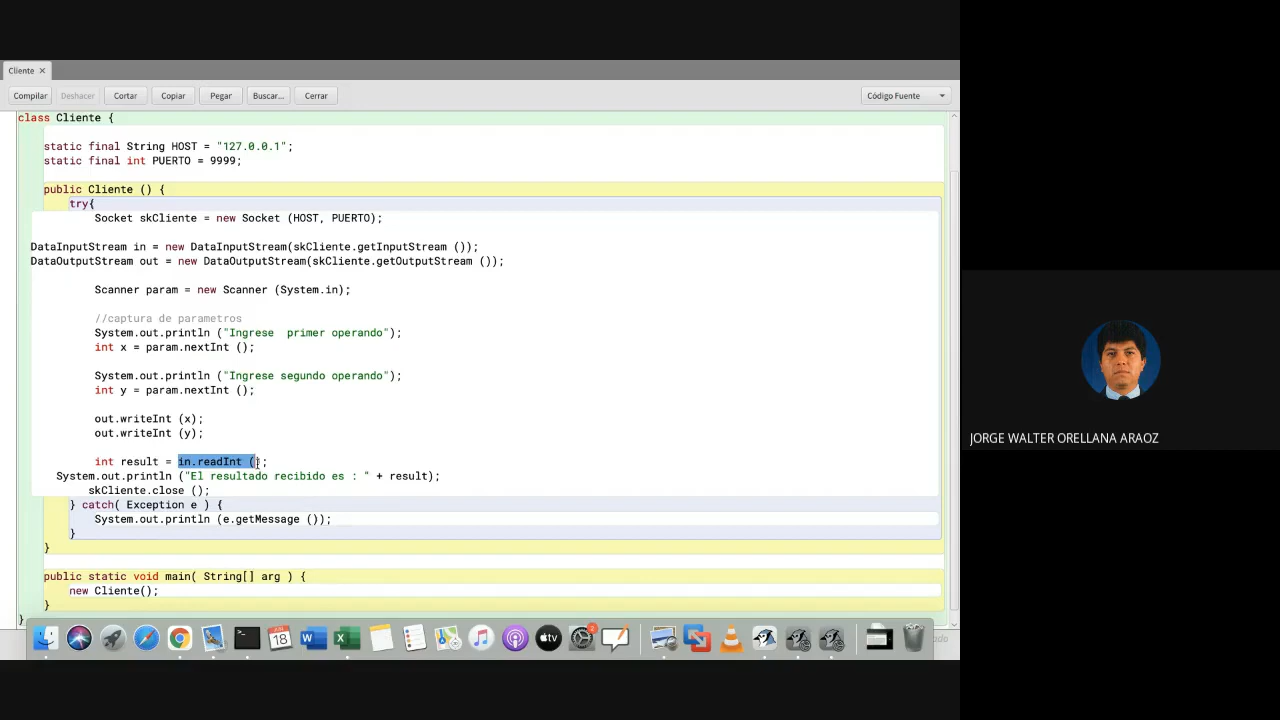 Cliente ×
Compilar Deshacer Cortar Copiar Pegar Buscar... Cerrar Código Fuente
class Cliente {
static final String HOST = "127.0.0.1";
static final int PUERTO = 9999;
public Cliente () {
try{
Socket skCliente = new Socket (HOST, PUERTO);
DataInputStream in = new DataInputStream(skCliente.getInputStream ());
DataOutputStream out = new DataOutputStream(skCliente.getOutputStream ());
Scanner param = new Scanner (System.in);
//captura de parametros
System.out.println ("Ingrese  primer operando");
int x = param.nextInt ();
System.out.println ("Ingrese segundo operando");
int y = param.nextInt ();
out.writeInt (x);
out.writeInt (y);
int result = in.readInt ();
System.out.println ("El resultado recibido es : " + result);
skCliente.close ();
} catch( Exception e ) {
System.out.println (e.getMessage ());
}
}
public static void main( String[] arg ) {
new Cliente();
}
}
JORGE WALTER ORELLANA ARAOZ
18
tv
2